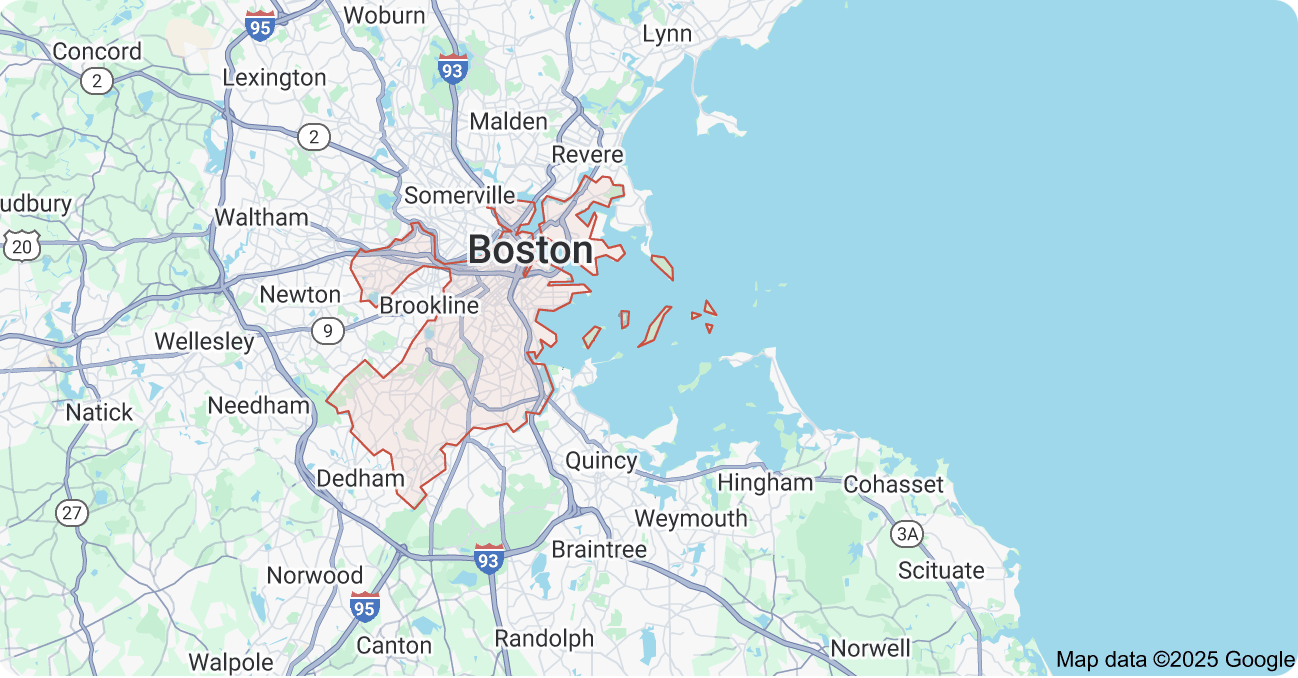 Woburn
95
Lynn
Concord
93
Lexington
2
Malden
2
Revere
Somerville
udbury
Waltham
20
Boston
Newton
Brookline
9
Wellesley
Natick
Needham
Quincy
Dedham
Hingham
Cohasset
27
Weymouth
3A
Braintree
93
Scituate
Norwood
95
Randolph
Canton
Norwell
Walpole
Map data ©2025 Google